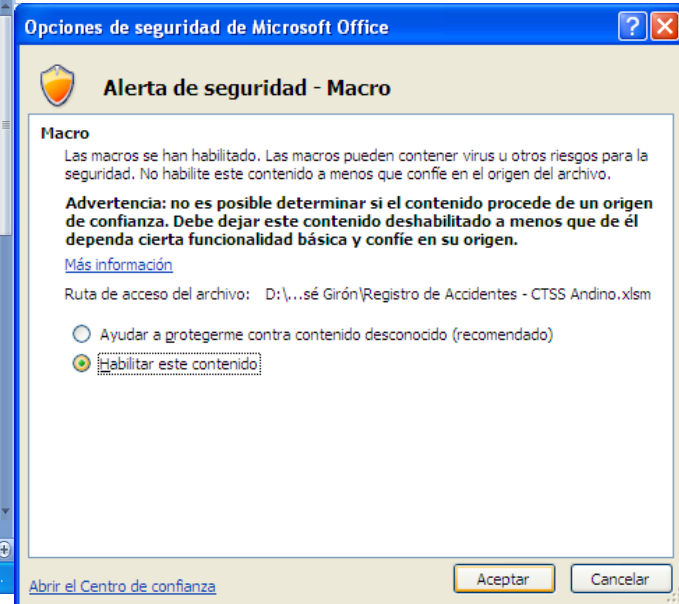 Opciones de seguridad de Microsoft Office
Alerta de seguridad - Macro
Macro
Las macros se han habilitado. Las macros pueden contener virus u otros riesgos para la
seguridad. No habilite este contenido a menos que confíe en el origen del archivo.
Advertencia: no es posible determinar si el contenido procede de un origen
de confianza. Debe dejar este contenido deshabilitado a menos que de él
dependa cierta funcionalidad básica y confíe en su origen.
Más información
Ruta de acceso del archivo: D:\...sé Girón\Registro de Accidentes - CTSS Andino.xlsm
Ayudar a protegerme contra contenido desconocido (recomendado)
Habilitar este contenido
Abrir el Centro de confianza
Aceptar
Cancelar